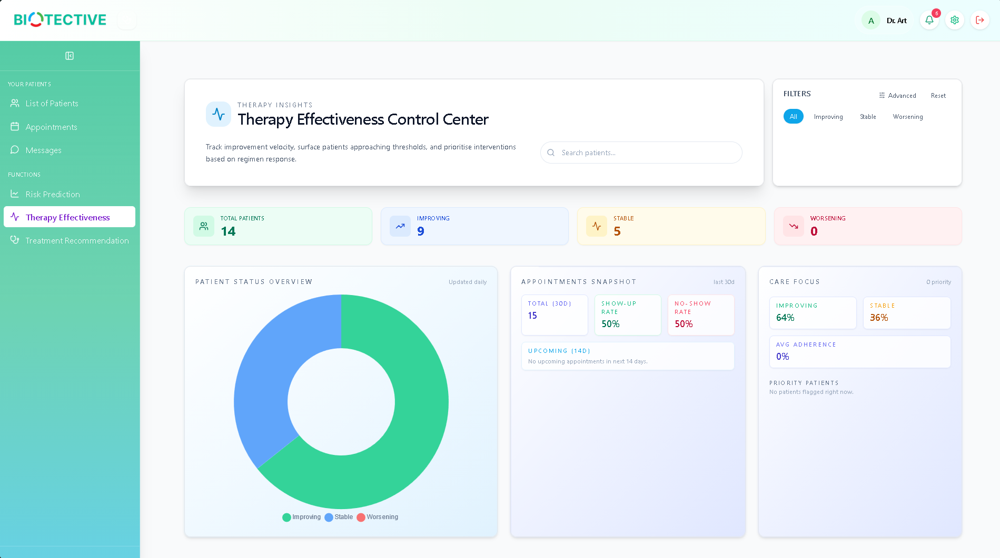 BIOTECTIVE
A
Dr. Art
6
YOUR PATIENTS
List of Patients
Appointments
Messages
FUNCTIONS
Risk Prediction
Therapy Effectiveness
Treatment Recommendation
THERAPY INSIGHTS
Therapy Effectiveness Control Center
Track improvement velocity, surface patients approaching thresholds, and prioritise interventions
based on regimen response.
Search patients...
FILTERS
Advanced
Reset
All
Improving
Stable
Worsening
TOTAL PATIENTS
14
IMPROVING
9
STABLE
5
WORSENING
0
PATIENT STATUS OVERVIEW
Updated daily
Improving
Stable
Worsening
APPOINTMENTS SNAPSHOT
last 30d
TOTAL (30D)
15
SHOW-UP
RATE
50%
NO-SHOW
RATE
50%
UPCOMING (14D)
No upcoming appointments in next 14 days.
CARE FOCUS
0 priority
IMPROVING
64%
STABLE
36%
AVG ADHERENCE
0%
PRIORITY PATIENTS
No patients flagged right now.